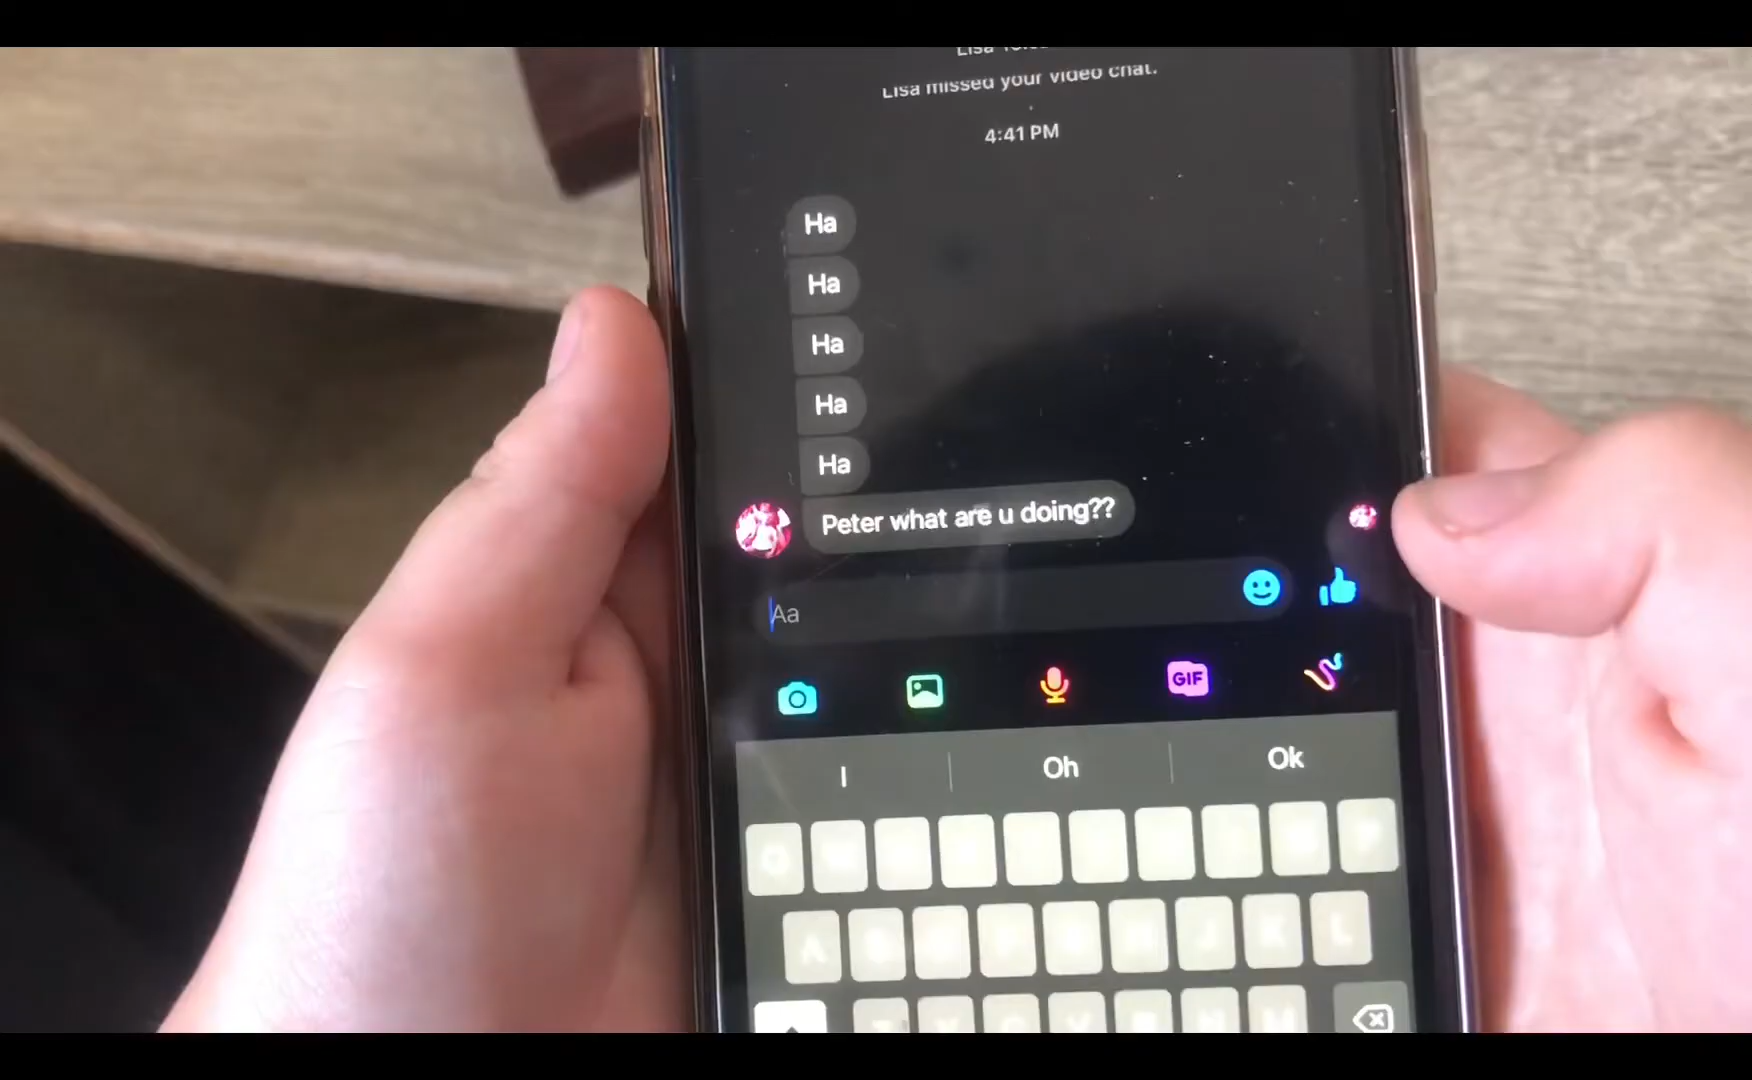 Lisa
Lisa missed your video chat.
4:41 PM
Ha
Ha
Ha
Ha
Ha
Peter what are u doing??
Aa
GIF
I
Oh
Ok